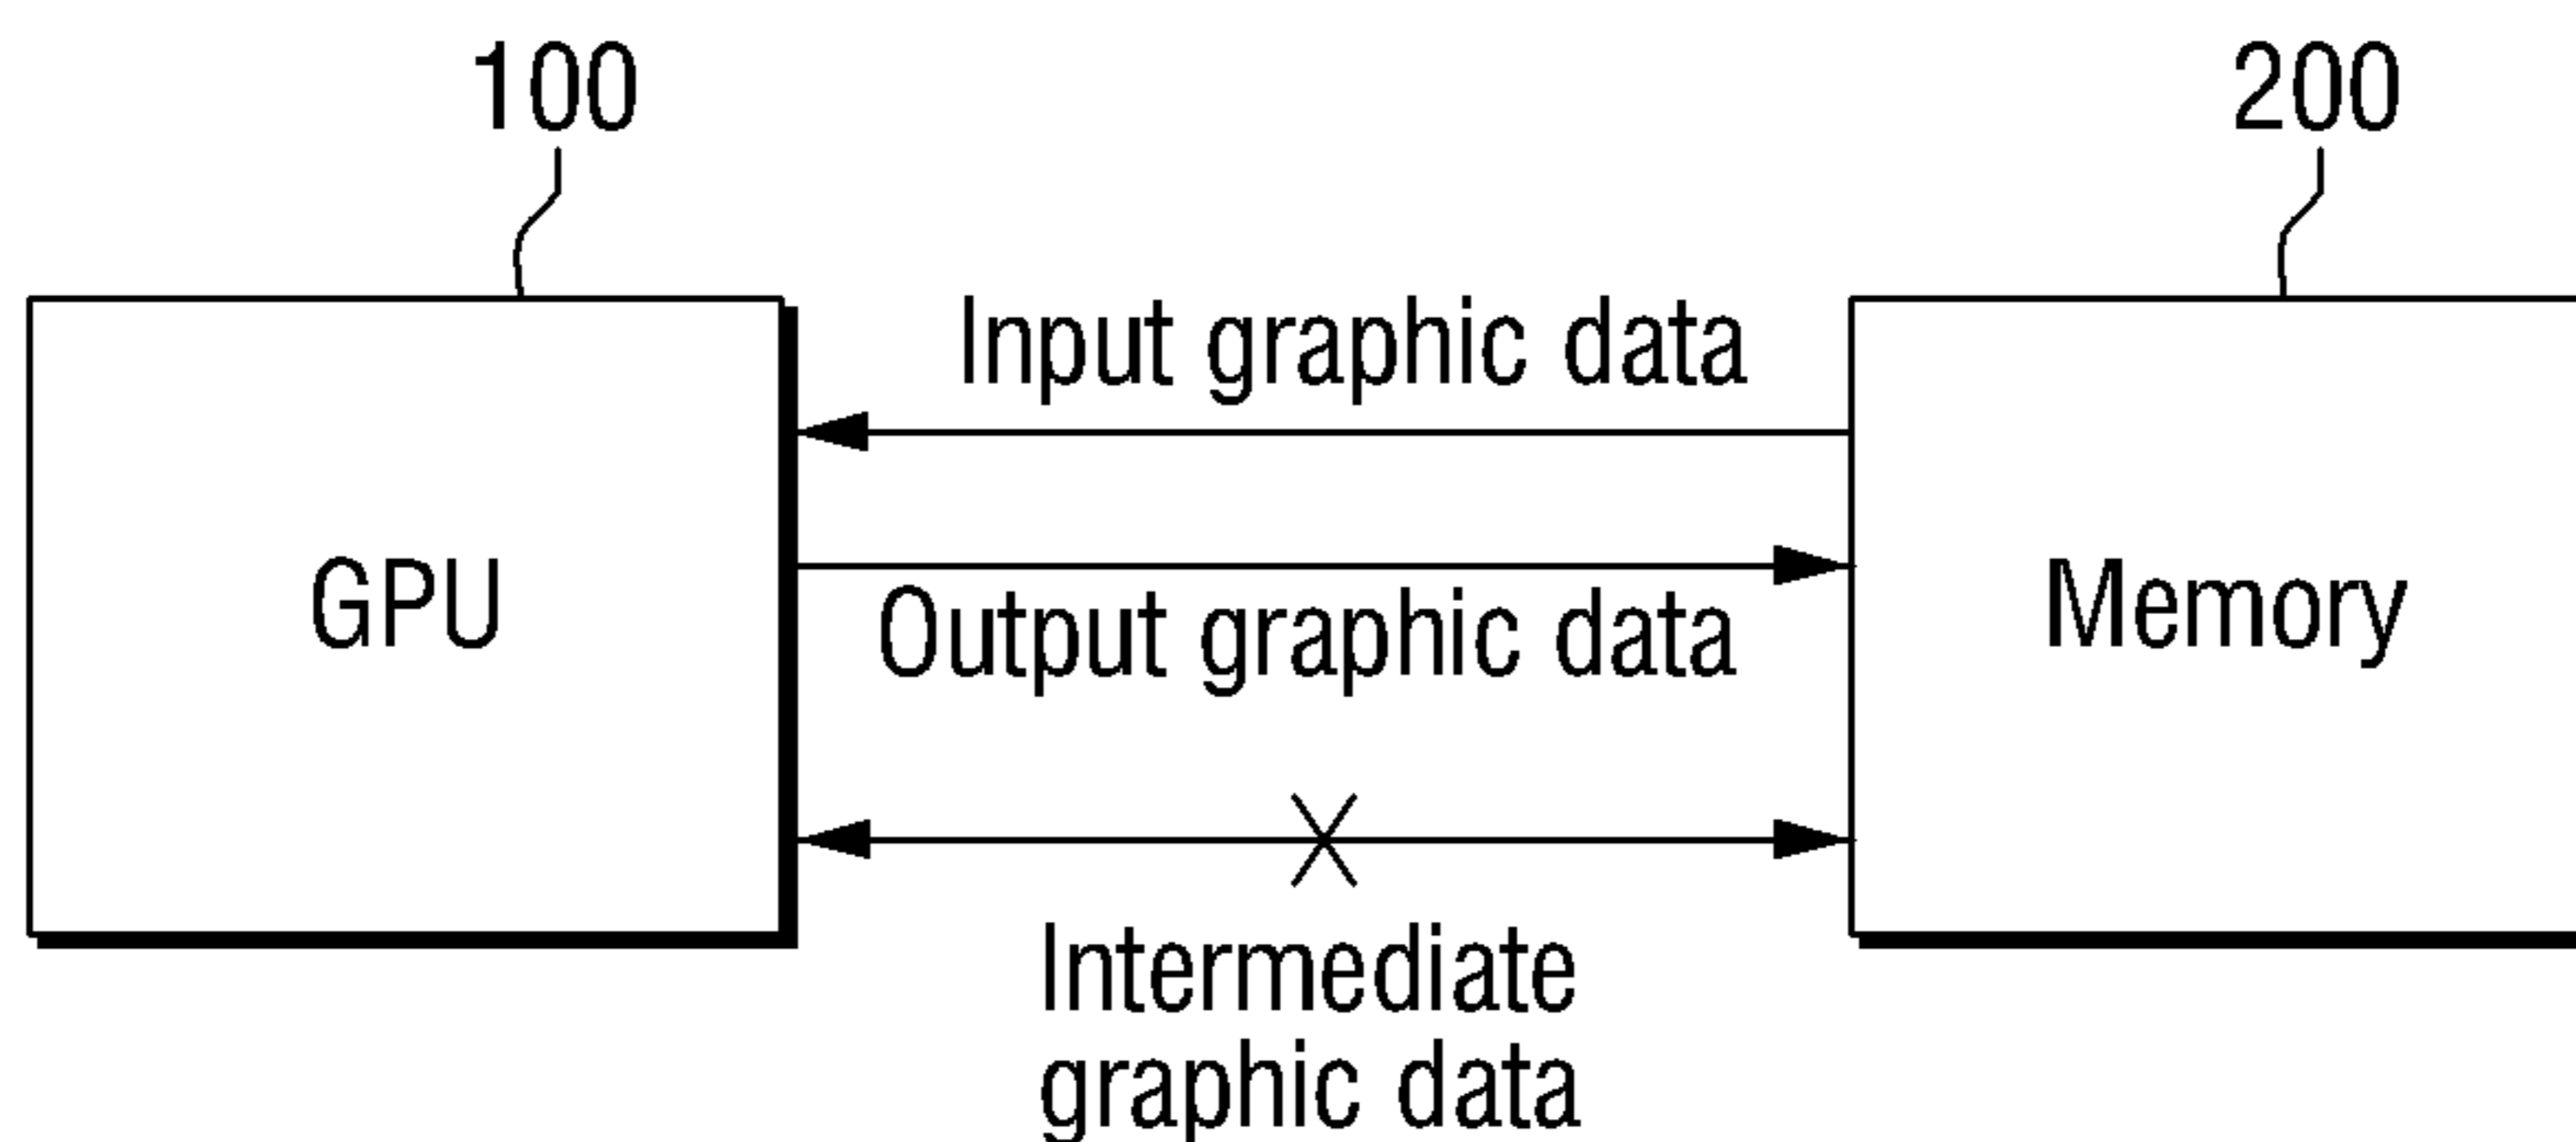 100
200
Input graphic data
GPU
Output graphic data
Memory
Intermediate
graphic data